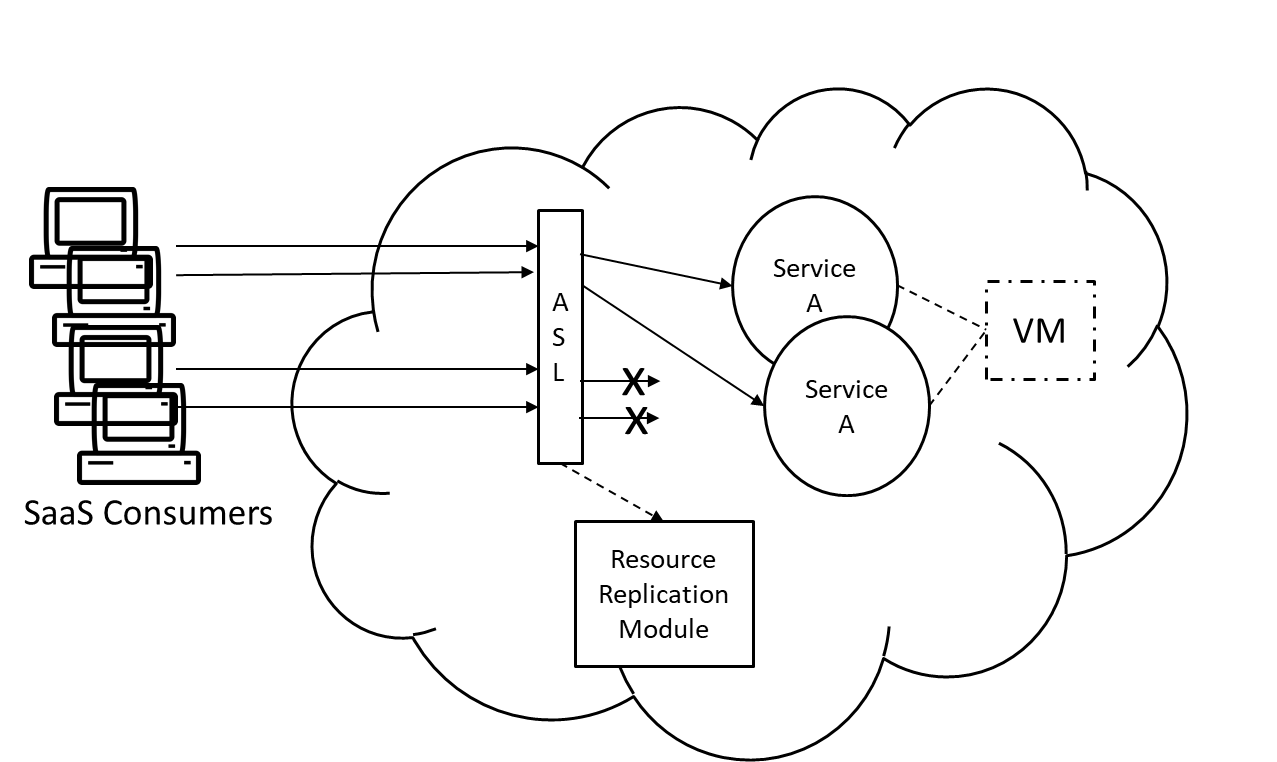 SaaS Consumers
A
S
L
X
X
Service
A
Service
A
VM
Resource
Replication
Module